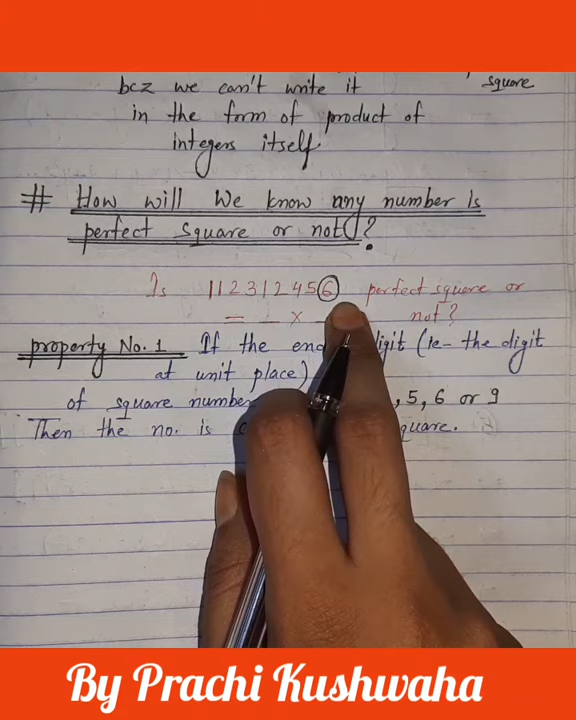 bcz we can't write it square
in the form of product of
integers itself.
# How will We know any number is
perfect square or not?
Is 112312456 perfect square or
= _ × not?
property No. 1 If the end digit (ie- the digit
at unit place)
of square number , 5, 6 or 9
Then the no. is quare.
By Prachi Kushwaha